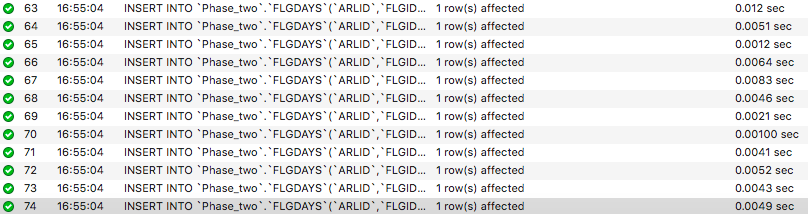 63 16:55:04 INSERT INTO `Phase_two`.`FLGDAYS`(`ARLID`,`FLGID... 1 row(s) affected 0.012 sec
64 16:55:04 INSERT INTO `Phase_two`.`FLGDAYS`(`ARLID`,`FLGID... 1 row(s) affected 0.0051 sec
65 16:55:04 INSERT INTO `Phase_two`.`FLGDAYS`(`ARLID`,`FLGID... 1 row(s) affected 0.0012 sec
66 16:55:04 INSERT INTO `Phase_two`.`FLGDAYS`(`ARLID`,`FLGID... 1 row(s) affected 0.0064 sec
67 16:55:04 INSERT INTO `Phase_two`.`FLGDAYS`(`ARLID`,`FLGID... 1 row(s) affected 0.0083 sec
68 16:55:04 INSERT INTO `Phase_two`.`FLGDAYS`(`ARLID`,`FLGID... 1 row(s) affected 0.0046 sec
69 16:55:04 INSERT INTO `Phase_two`.`FLGDAYS`(`ARLID`,`FLGID... 1 row(s) affected 0.0021 sec
70 16:55:04 INSERT INTO `Phase_two`.`FLGDAYS`(`ARLID`,`FLGID... 1 row(s) affected 0.00100 sec
71 16:55:04 INSERT INTO `Phase_two`.`FLGDAYS`(`ARLID`,`FLGID... 1 row(s) affected 0.0041 sec
72 16:55:04 INSERT INTO `Phase_two`.`FLGDAYS`(`ARLID`,`FLGID... 1 row(s) affected 0.0052 sec
73 16:55:04 INSERT INTO `Phase_two`.`FLGDAYS`(`ARLID`,`FLGID... 1 row(s) affected 0.0043 sec
74 16:55:04 INSERT INTO `Phase_two`.`FLGDAYS`(`ARLID`,`FLGID... 1 row(s) affected 0.0049 sec